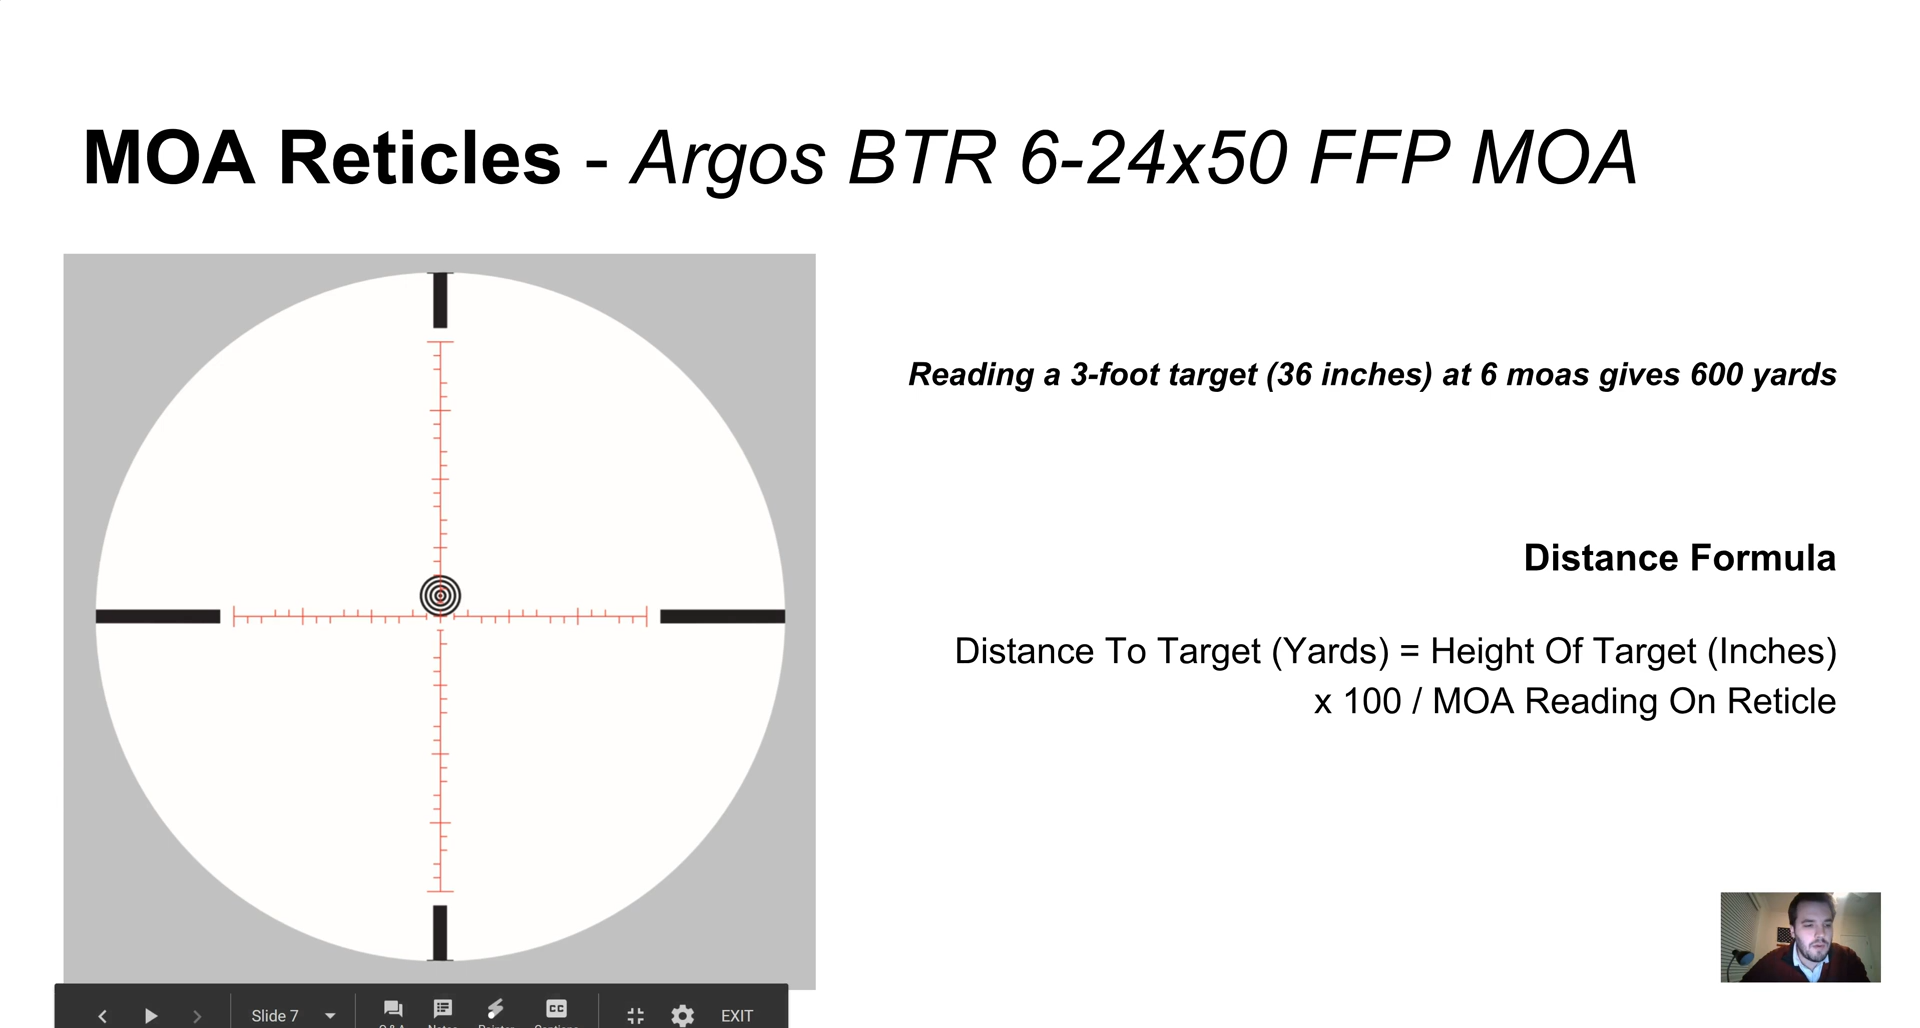 MOA Reticles - Argos BTR 6-24x50 FFP MOA
Reading a 3-foot target (36 inches) at 6 moas gives 600 yards
Distance Formula
Distance To Target (Yards) = Height Of Target (Inches)
x 100 / MOA Reading On Reticle
Slide 7
CC
EXIT